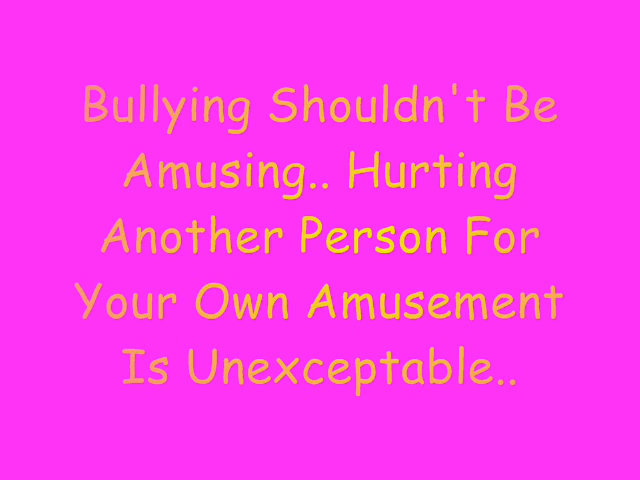 Bullying Shouldn't Be
Amusing.. Hurting
Another Person For
Your Own Amusement
Is Unexceptable..